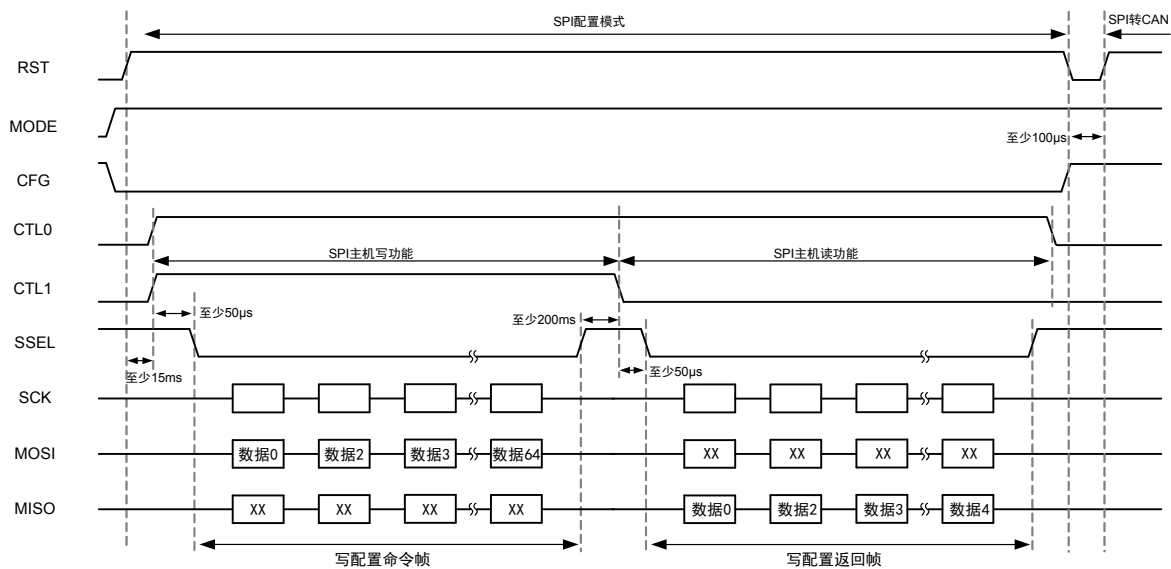 SPI配置模式
SPI转CAN
RST
MODE
至少100μs
CFG
CTL0
SPI主机写功能
SPI主机读功能
CTL1
至少50μs
至少200ms
SSEL
至少15ms
至少50μs
SCK
MOSI
数据0
数据2
数据3
数据64
XX
XX
XX
XX
MISO
XX
XX
XX
XX
数据0
数据2
数据3
数据4
写配置命令帧
写配置返回帧